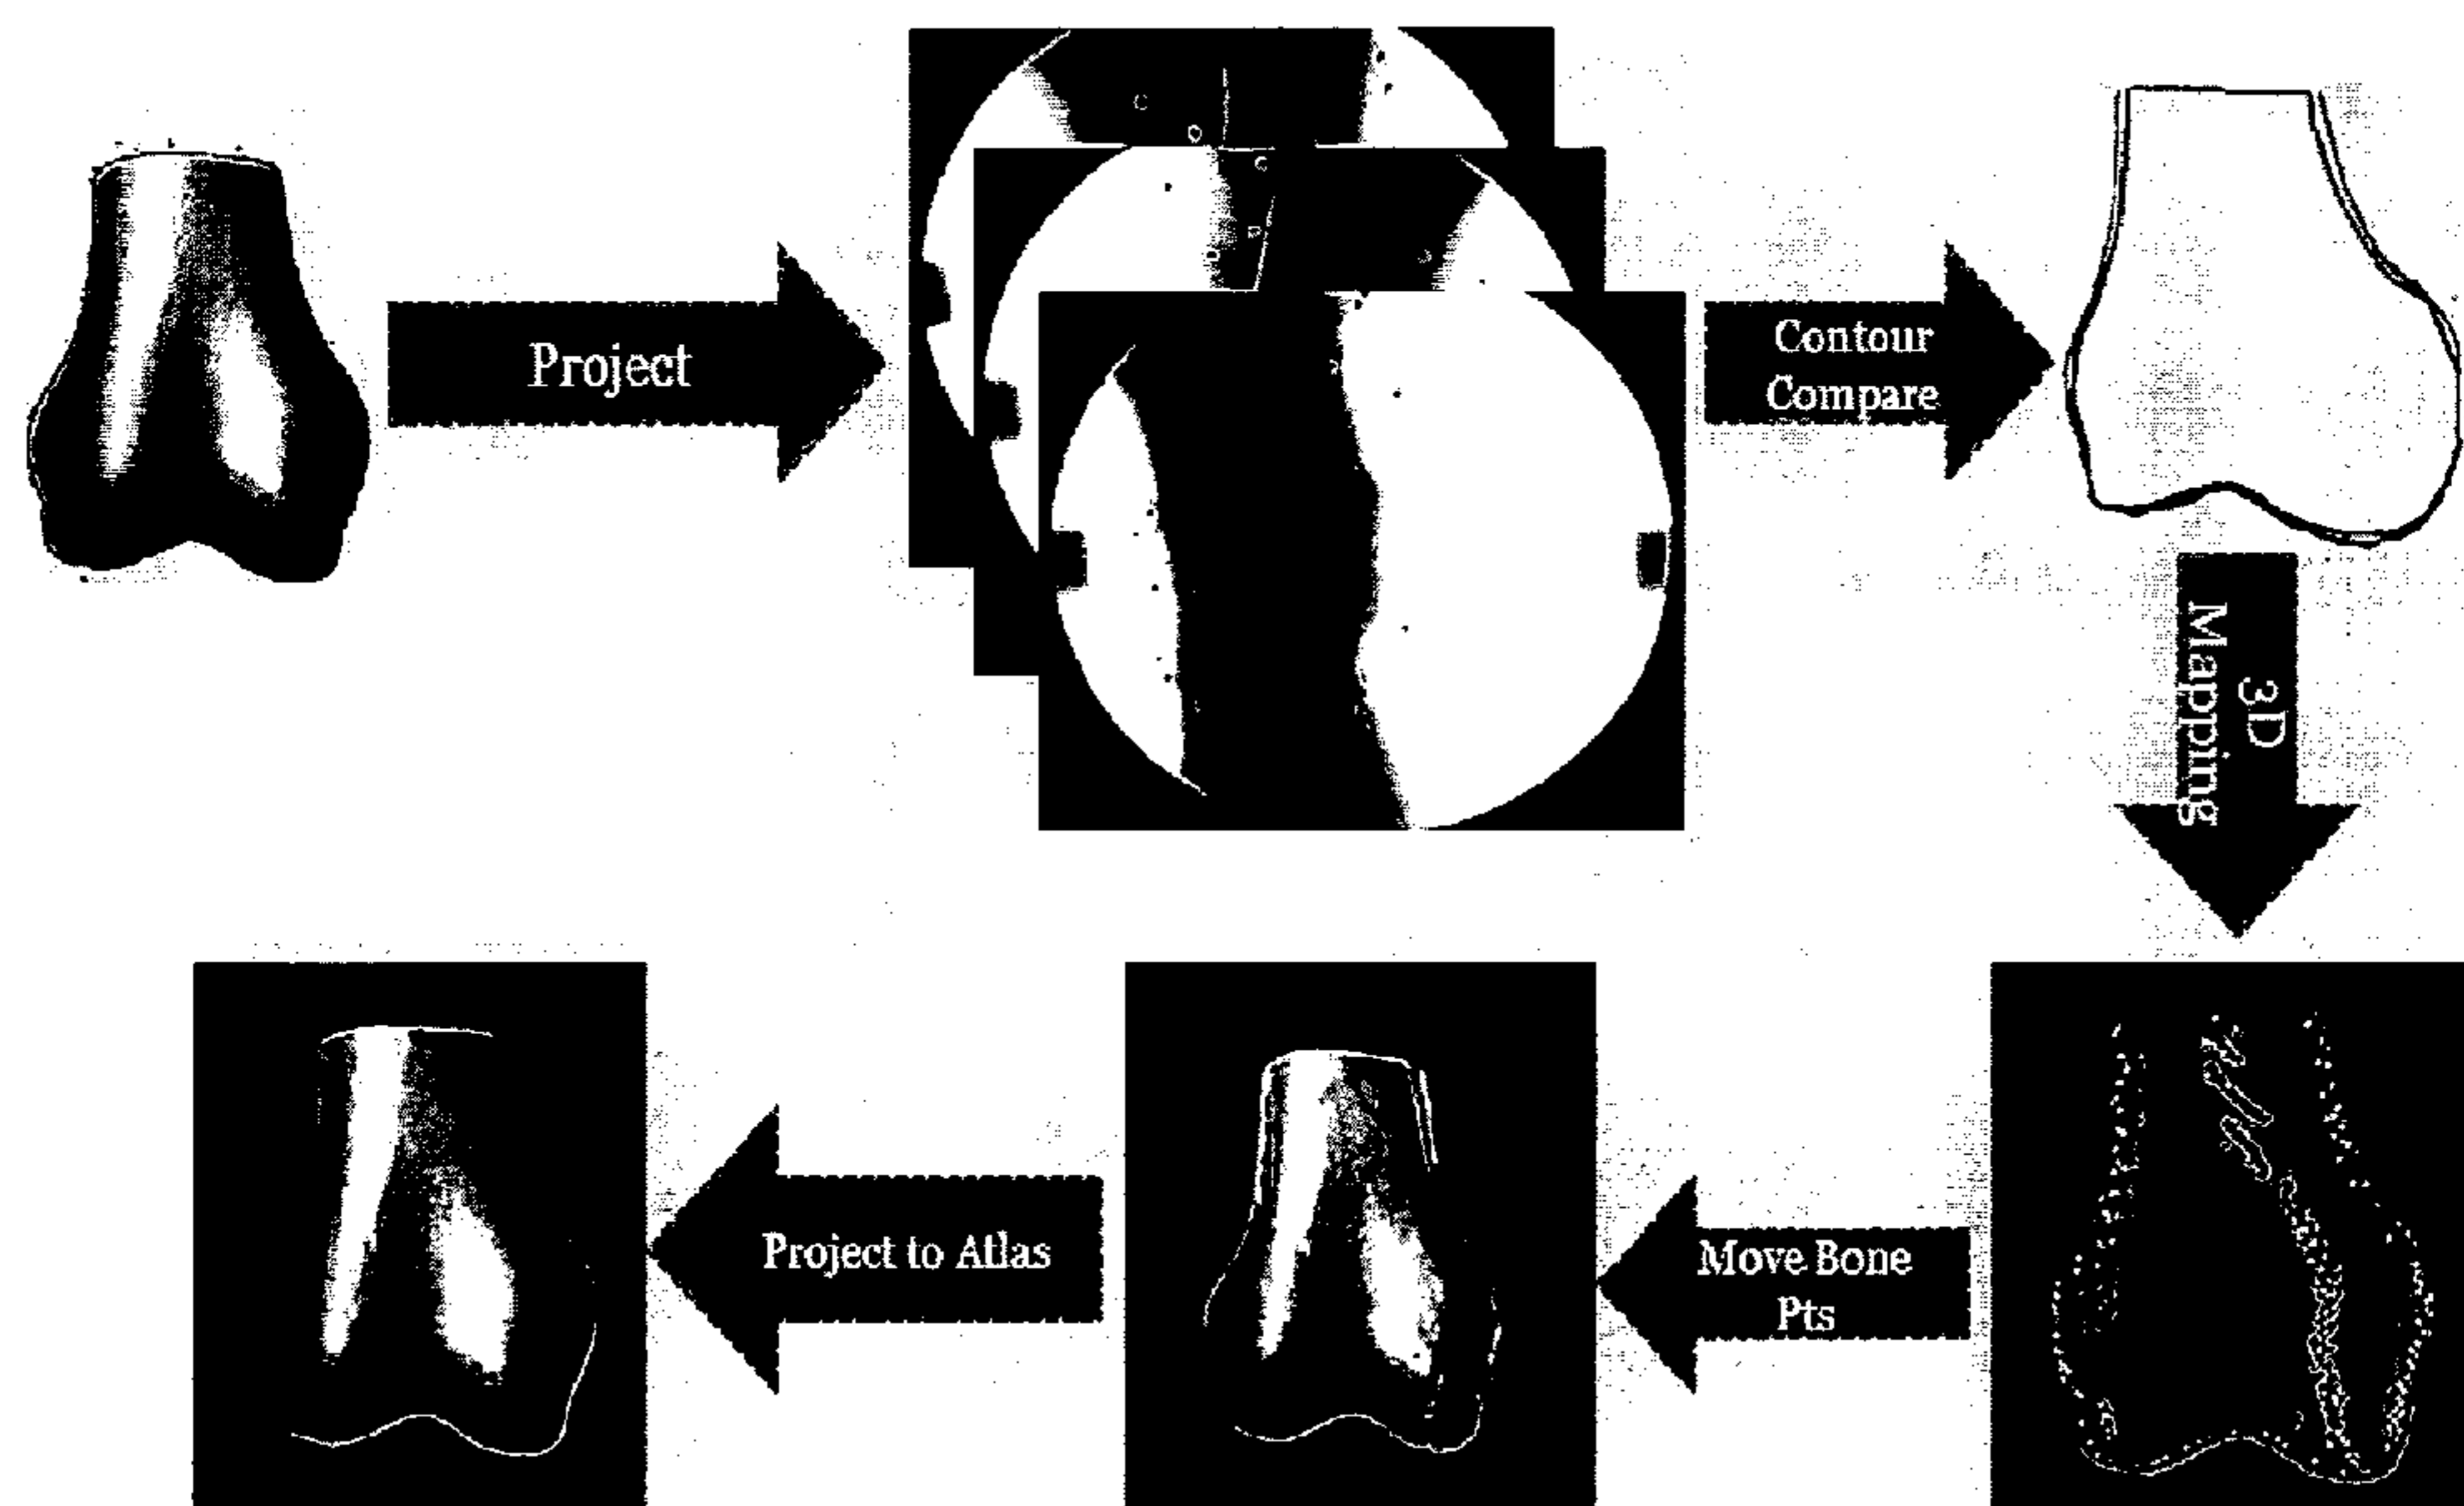 Project
Contour
Compare
3D
Mapping
Move Bone
Pts
Project to Atlas